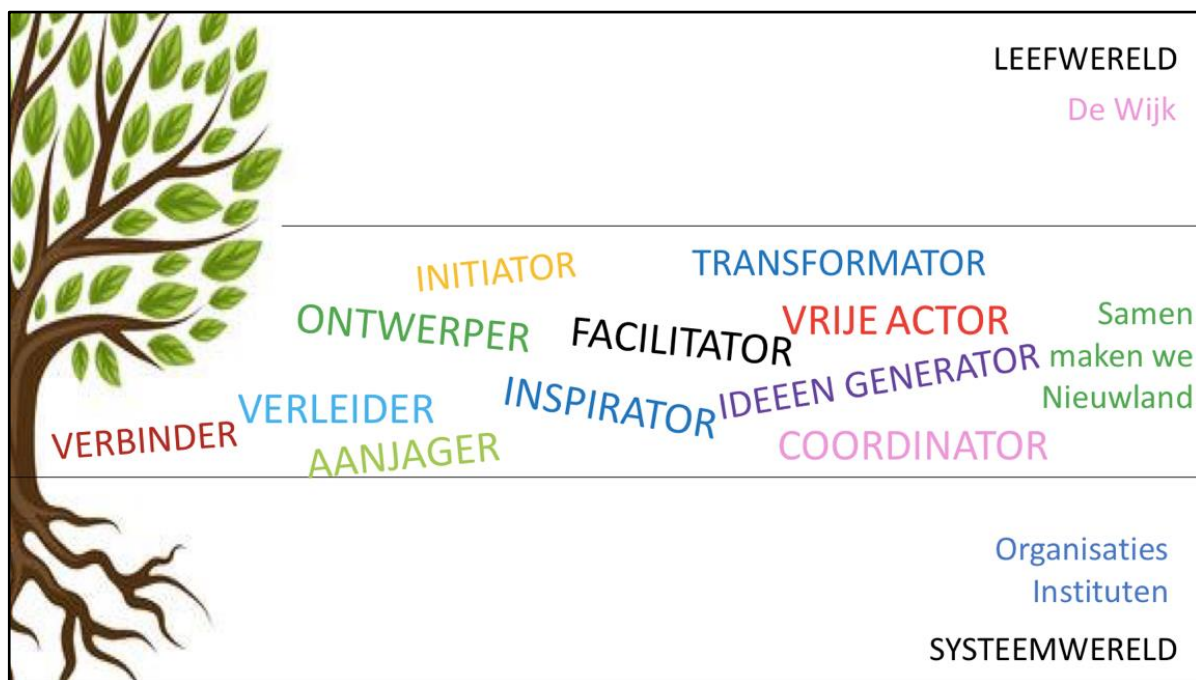 LEEFWERELD
De Wijk
INITIATOR
TRANSFORMATOR
ONTWERPER
FACILITATOR
VRIJE ACTOR
Samen
maken we
Nieuwland
VERLEIDER
INSPIRATOR
IDEEEN GENERATOR
VERBINDER
AANJAGER
COORDINATOR
Organisaties
Instituten
SYSTEEMWERELD